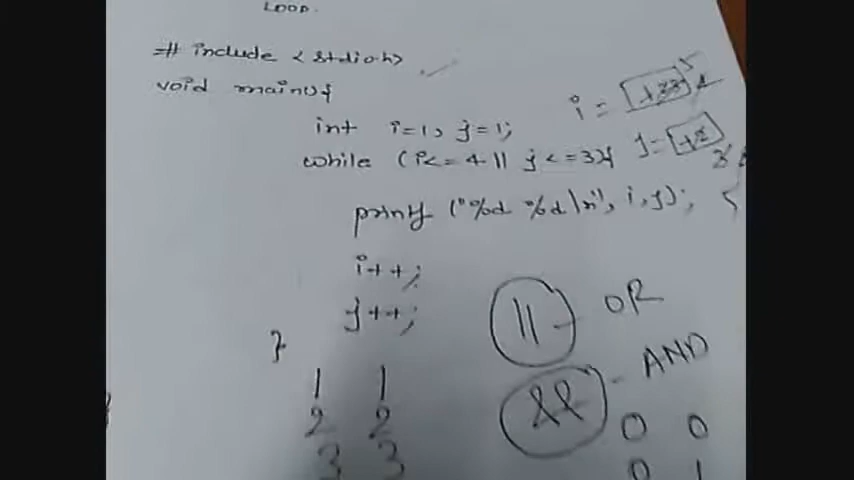 LOOP.
# include <stdio.h>
void main(){
int i=1, j=1;
while (i<=4 || j<=3){
printf ("%d %d\n", i,j);
i++;
j++;
}
i =
j =
|| - OR
&& - AND
1 1
2 2
3 3
0 0
0 1